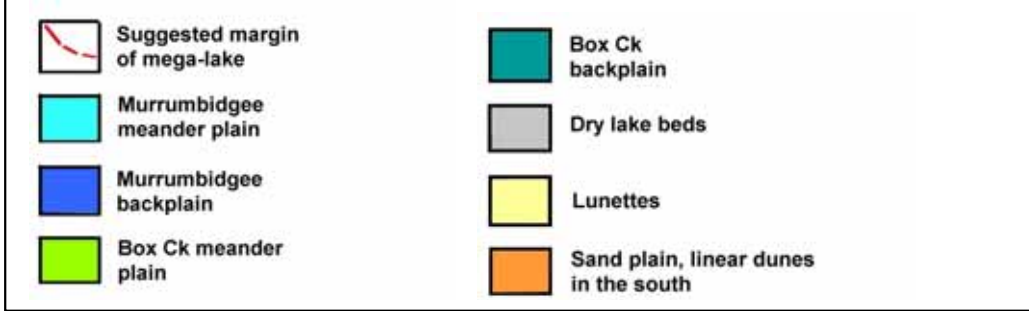 Suggested margin
of mega-lake
Murrumbidgee
meander plain
Murrumbidgee
backplain
Box Ck meander
plain
Box Ck
backplain
Dry lake beds
Lunettes
Sand plain, linear dunes
in the south